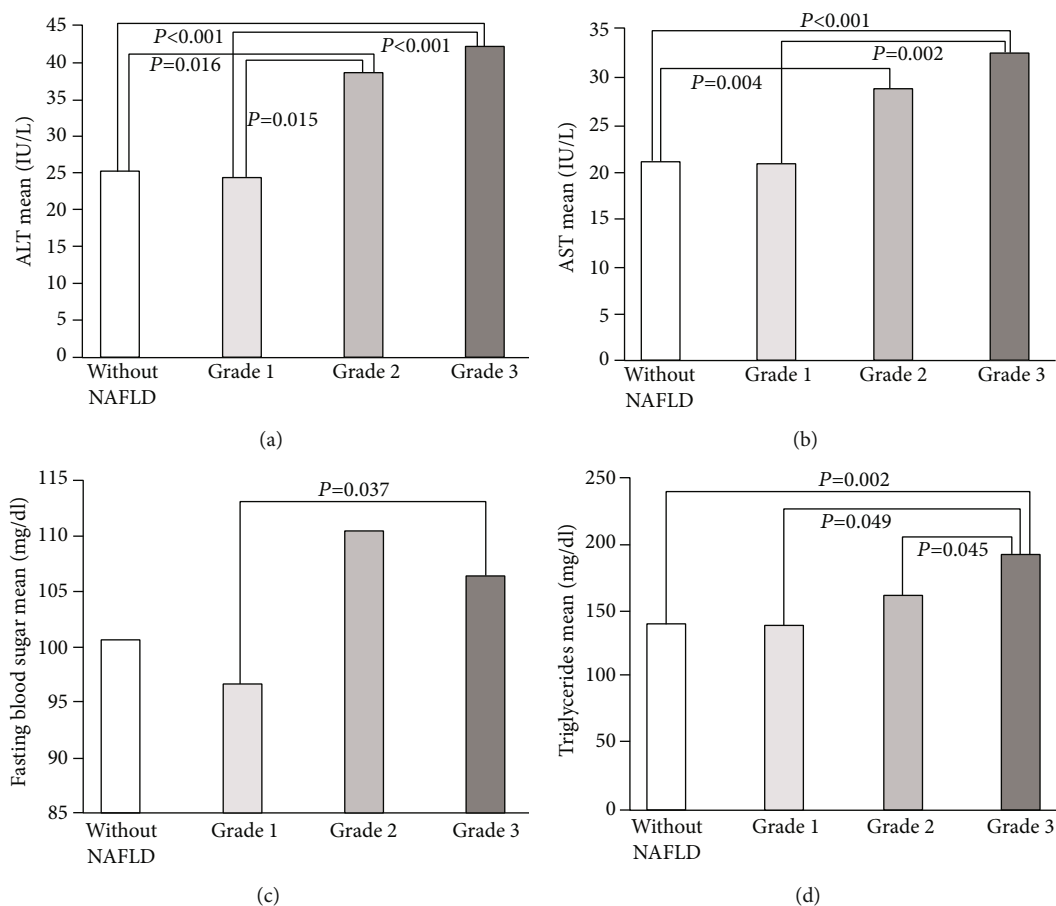 ALT mean (IU/L)
45
40
35
30
25
20
15
10
5
0
P<0.001
P<0.001
P=0.016
P=0.015
Without NAFLD
Grade 1
Grade 2
Grade 3
(a)
AST mean (IU/L)
35
30
25
20
15
10
5
0
P<0.001
P=0.002
P=0.004
Without NAFLD
Grade 1
Grade 2
Grade 3
(b)
Fasting blood sugar mean (mg/dl)
115
110
105
100
95
90
85
P=0.037
Without NAFLD
Grade 1
Grade 2
Grade 3
(c)
Triglycerides mean (mg/dl)
250
200
150
100
50
0
P=0.002
P=0.049
P=0.045
Without NAFLD
Grade 1
Grade 2
Grade 3
(d)